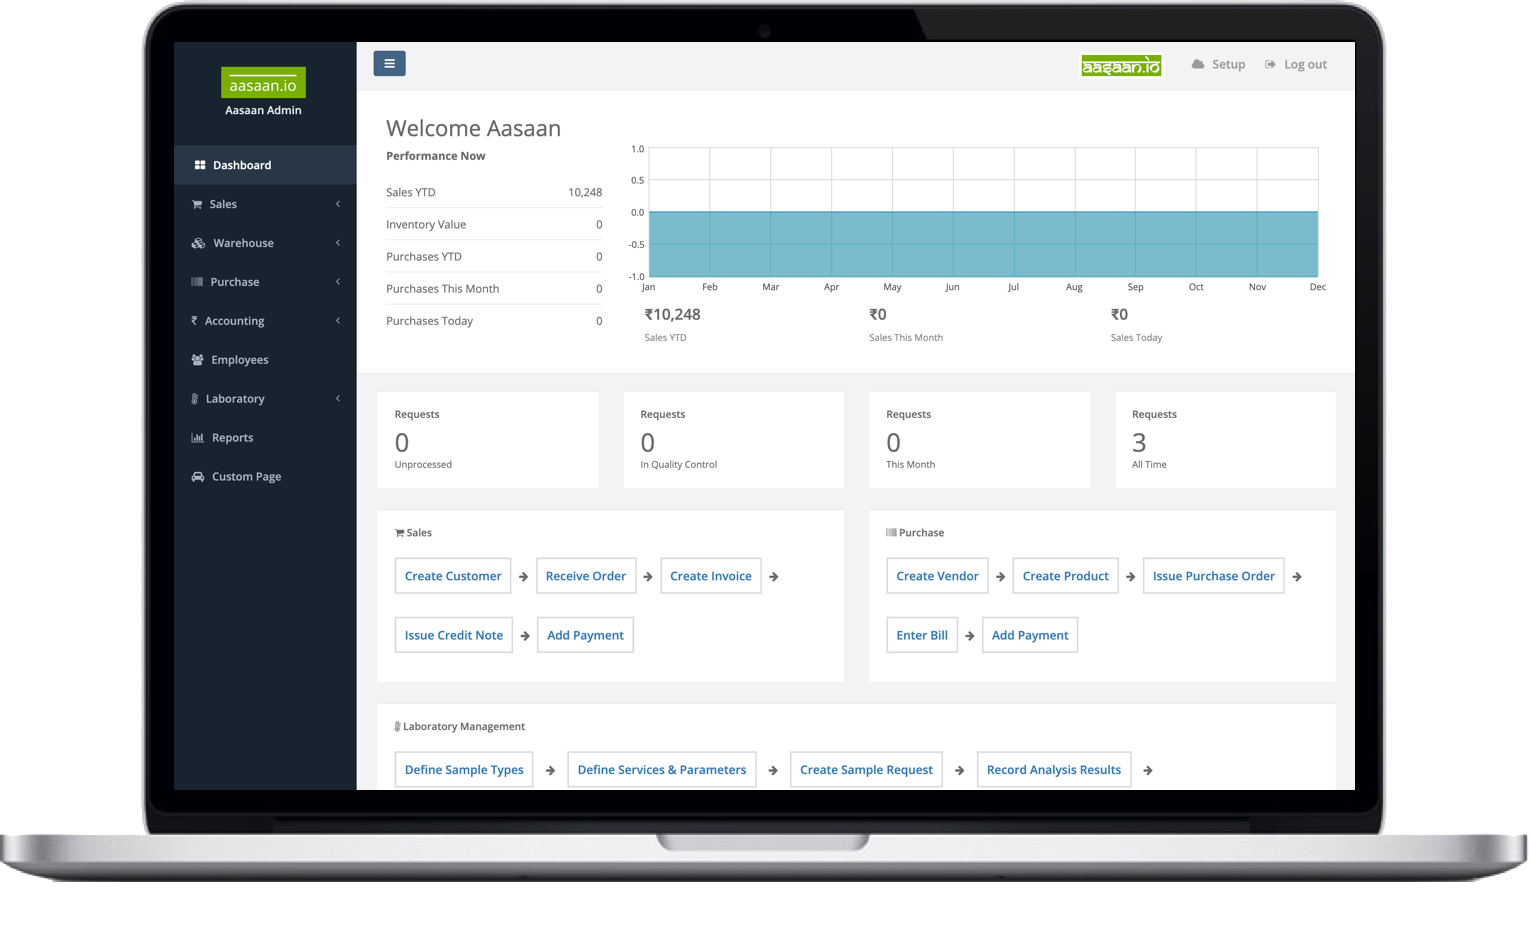 aasaan.io
Aasaan Admin
Dashboard
Sales
Warehouse
Purchase
Accounting
Employees
Laboratory
Reports
Custom Page
aasaan.io
Setup
Log out
Welcome Aasaan
Performance Now
Sales YTD 10,248
Inventory Value 0
Purchases YTD 0
Purchases This Month 0
Purchases Today 0
1.0
0.5
0.0
-0.5
-1.0
Jan Feb Mar Apr May Jun Jul Aug Sep Oct Nov Dec
₹10,248 ₹0 ₹0
Sales YTD Sales This Month Sales Today
Requests
0
Unprocessed
Requests
0
In Quality Control
Requests
0
This Month
Requests
3
All Time
Sales
Create Customer Receive Order Create Invoice
Issue Credit Note Add Payment
Purchase
Create Vendor Create Product Issue Purchase Order
Enter Bill Add Payment
Laboratory Management
Define Sample Types Define Services & Parameters Create Sample Request Record Analysis Results